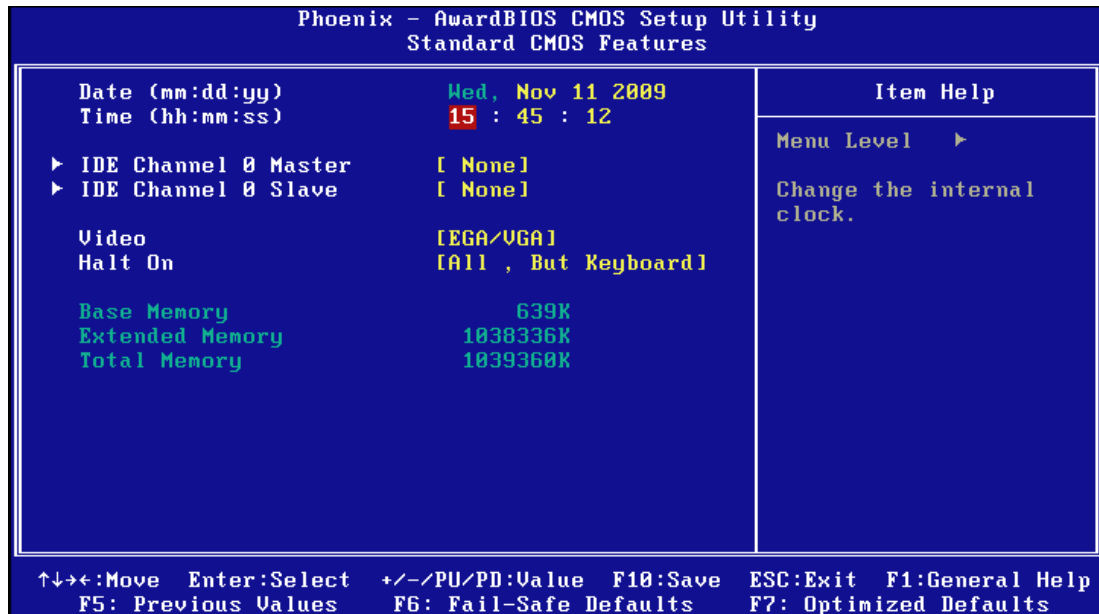 Phoenix - AwardBIOS CMOS Setup Utility
Standard CMOS Features
Date (mm:dd:yy) Wed, Nov 11 2009
Time (hh:mm:ss) 15 : 45 : 12
▶ IDE Channel 0 Master [ None]
▶ IDE Channel 0 Slave [ None]
Video [EGA/VGA]
Halt On [All , But Keyboard]
Base Memory 639K
Extended Memory 1038336K
Total Memory 1039360K
Item Help
Menu Level ▶
Change the internal
clock.
↑↓→←:Move Enter:Select +/-/PU/PD:Value F10:Save ESC:Exit F1:General Help
F5: Previous Values F6: Fail-Safe Defaults F7: Optimized Defaults